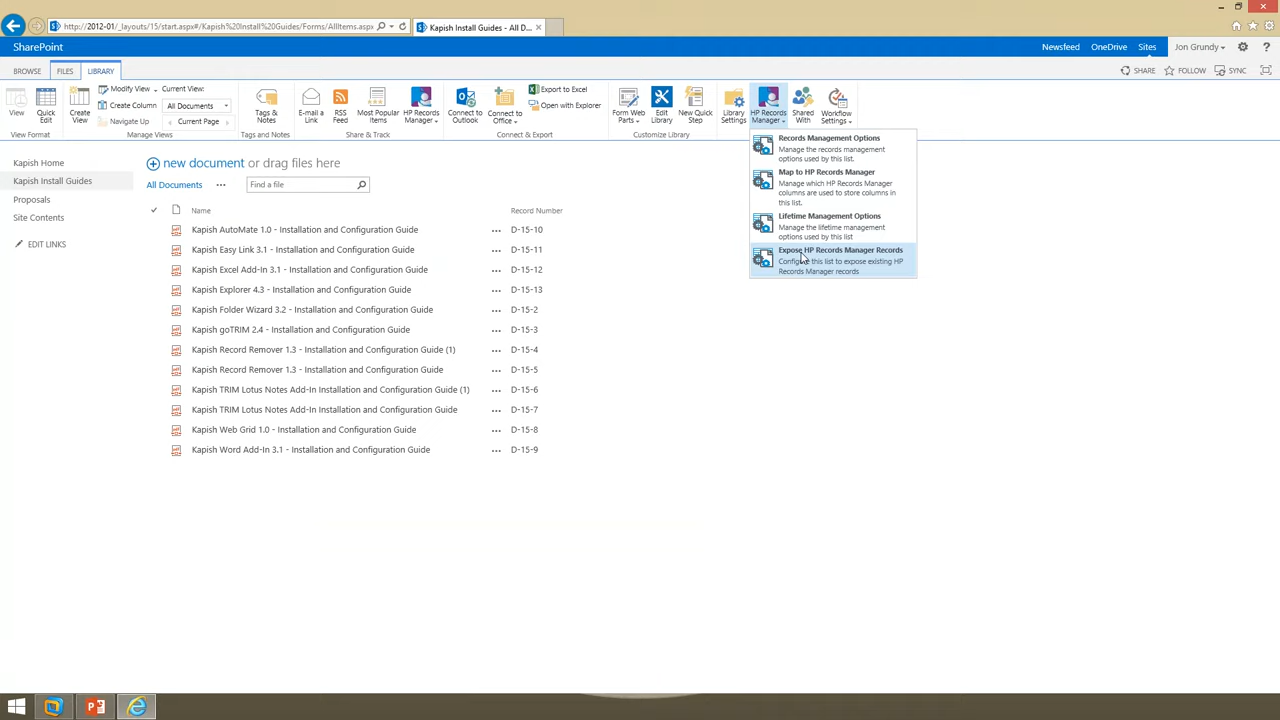 http://2012-01/_layouts/15/start.aspx#/Kapish%20Install%20Guides/Forms/AllItems.aspx
Kapish Install Guides - All D...
SharePoint
Newsfeed OneDrive Sites Jon Grundy
BROWSE FILES LIBRARY
SHARE FOLLOW SYNC
View
Quick Edit
View Format
Create View
Modify View
Create Column
Navigate Up
Current View:
All Documents
Current Page
Manage Views
Tags & Notes
Tags and Notes
E-mail a Link
RSS Feed
Most Popular Items
HP Records Manager
Share & Track
Connect to Outlook
Connect to Office
Export to Excel
Open with Explorer
Connect & Export
Form Web Parts
Edit Library
New Quick Step
Customize Library
Library Settings
HP Records Manager
Shared With
Workflow Settings
Records Management Options
Manage the records management
options used by this list.
Map to HP Records Manager
Manage which HP Records Manager
columns are used to store columns in
this list.
Lifetime Management Options
Manage the lifetime management
options used by this list
Expose HP Records Manager Records
Configure this list to expose existing HP
Records Manager records
Kapish Home
Kapish Install Guides
Proposals
Site Contents
EDIT LINKS
new document or drag files here
All Documents ... Find a file
Name Record Number
Kapish AutoMate 1.0 - Installation and Configuration Guide ... D-15-10
Kapish Easy Link 3.1 - Installation and Configuration Guide ... D-15-11
Kapish Excel Add-In 3.1 - Installation and Configuration Guide ... D-15-12
Kapish Explorer 4.3 - Installation and Configuration Guide ... D-15-13
Kapish Folder Wizard 3.2 - Installation and Configuration Guide ... D-15-2
Kapish goTRIM 2.4 - Installation and Configuration Guide ... D-15-3
Kapish Record Remover 1.3 - Installation and Configuration Guide (1) ... D-15-4
Kapish Record Remover 1.3 - Installation and Configuration Guide ... D-15-5
Kapish TRIM Lotus Notes Add-In Installation and Configuration Guide (1) ... D-15-6
Kapish TRIM Lotus Notes Add-In Installation and Configuration Guide ... D-15-7
Kapish Web Grid 1.0 - Installation and Configuration Guide ... D-15-8
Kapish Word Add-In 3.1 - Installation and Configuration Guide ... D-15-9